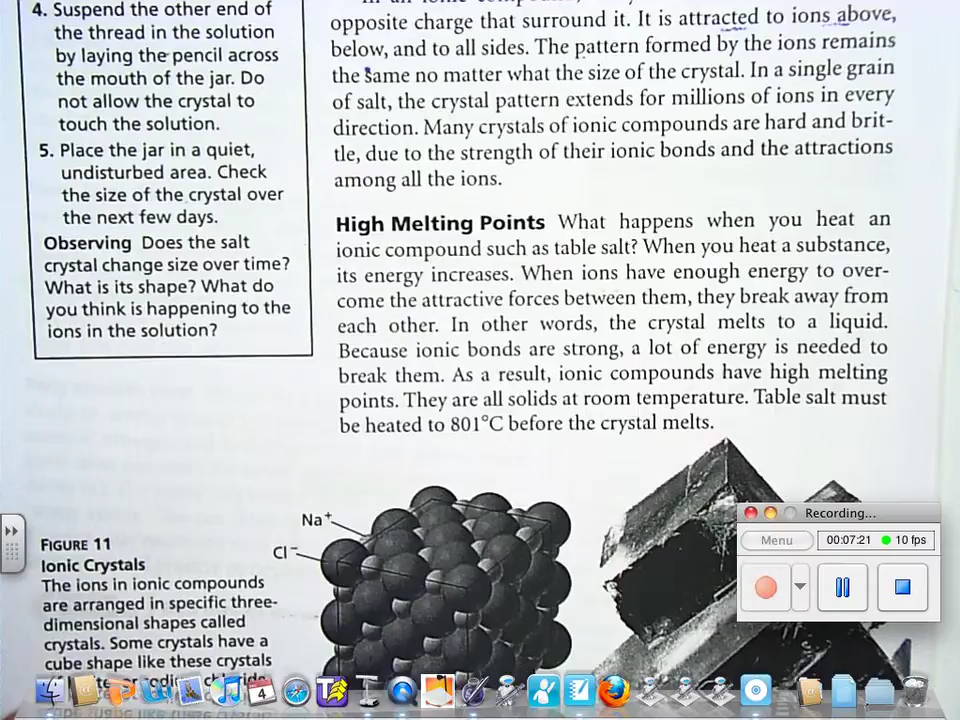 4. Suspend the other end of
the thread in the solution
by laying the pencil across
the mouth of the jar. Do
not allow the crystal to
touch the solution.
5. Place the jar in a quiet,
undisturbed area. Check
the size of the crystal over
the next few days.
Observing Does the salt
crystal change size over time?
What is its shape? What do
you think is happening to the
ions in the solution?
opposite charge that surround it. It is attracted to ions above,
below, and to all sides. The pattern formed by the ions remains
the same no matter what the size of the crystal. In a single grain
of salt, the crystal pattern extends for millions of ions in every
direction. Many crystals of ionic compounds are hard and brit-
tle, due to the strength of their ionic bonds and the attractions
among all the ions.
High Melting Points What happens when you heat an
ionic compound such as table salt? When you heat a substance,
its energy increases. When ions have enough energy to over-
come the attractive forces between them, they break away from
each other. In other words, the crystal melts to a liquid.
Because ionic bonds are strong, a lot of energy is needed to
break them. As a result, ionic compounds have high melting
points. They are all solids at room temperature. Table salt must
be heated to 801°C before the crystal melts.
Na+
Cl−
FIGURE 11
Ionic Crystals
The ions in ionic compounds
are arranged in specific three-
dimensional shapes called
crystals. Some crystals have a
cube shape like these crystals
Recording...
Menu
00:07:21
10 fps
4